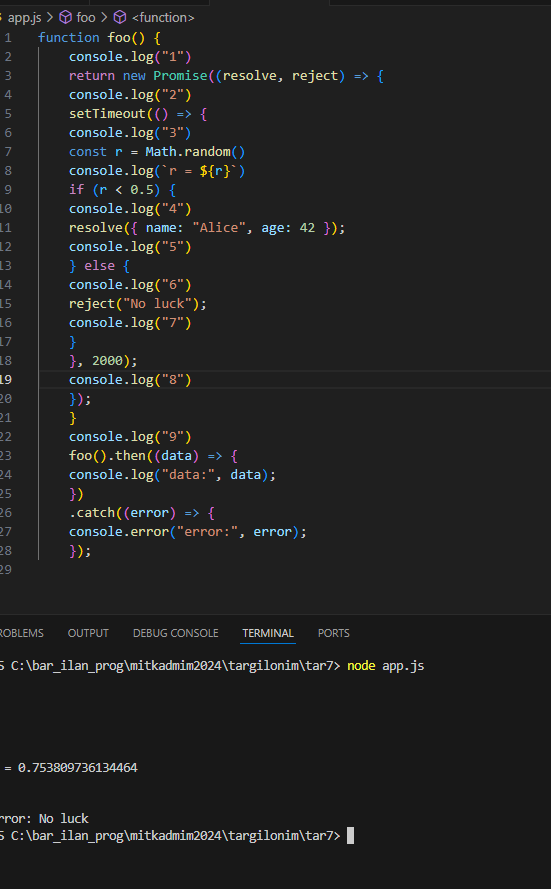 app.js > foo > <function>
1 function foo() {
2 console.log("1")
3 return new Promise((resolve, reject) => {
4 console.log("2")
5 setTimeout(() => {
6 console.log("3")
7 const r = Math.random()
8 console.log(`r = ${r}`)
9 if (r < 0.5) {
10 console.log("4")
11 resolve({ name: "Alice", age: 42 });
12 console.log("5")
13 } else {
14 console.log("6")
15 reject("No luck");
16 console.log("7")
17 }
18 }, 2000);
19 console.log("8")
20 });
21 }
22 console.log("9")
23 foo().then((data) => {
24 console.log("data:", data);
25 })
26 .catch((error) => {
27 console.error("error:", error);
28 });
29
ROBLEMS OUTPUT DEBUG CONSOLE TERMINAL PORTS
S C:\bar_ilan_prog\mitkadmim2024\targilonim\tar7> node app.js
= 0.753809736134464
rror: No luck
S C:\bar_ilan_prog\mitkadmim2024\targilonim\tar7>